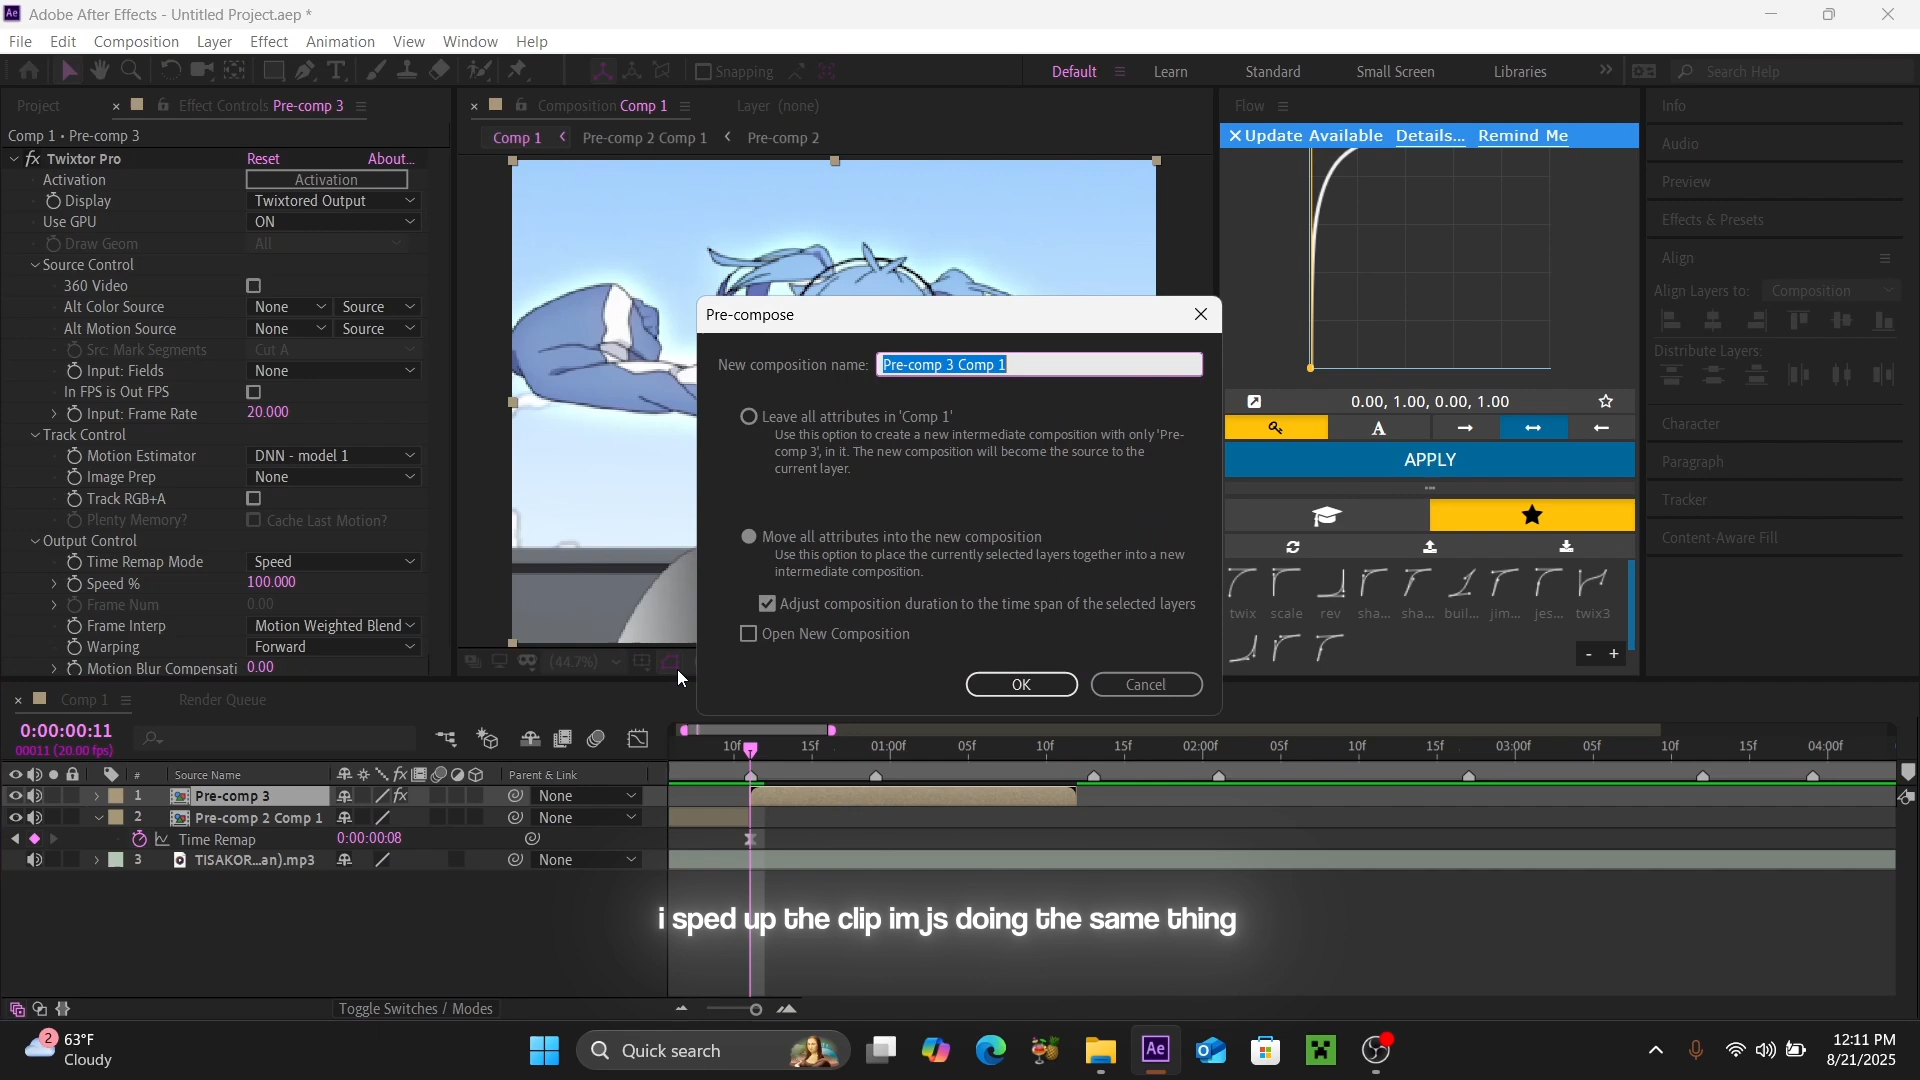 Adobe After Effects - Untitled Project.aep *
File Edit Composition Layer Effect Animation View Window Help
Snapping
Default Learn Standard Small Screen Libraries Search Help
Project Effect Controls Pre-comp 3
Composition Comp 1 Layer (none)
Flow
Info
Comp 1 • Pre-comp 3
Comp 1 Pre-comp 2 Comp 1 Pre-comp 2
Update Available Details... Remind Me
Audio
Preview
Effects & Presets
Align
Align Layers to: Composition
Distribute Layers:
Character
Paragraph
Tracker
Content-Aware Fill
fx Twixtor Pro Reset About...
Activation Activation
Display Twixtored Output
Use GPU ON
Draw Geom All
Source Control
360 Video
Alt Color Source None Source
Alt Motion Source None Source
Src: Mark Segments Cut A
Input: Fields None
In FPS is Out FPS
Input: Frame Rate 20.000
Track Control
Motion Estimator DNN - model 1
Image Prep None
Track RGB+A
Plenty Memory? Cache Last Motion?
Output Control
Time Remap Mode Speed
Speed % 100.000
Frame Num 0.00
Frame Interp Motion Weighted Blend
Warping Forward
Motion Blur Compensati 0.00
(44.7%)
Pre-compose
New composition name: Pre-comp 3 Comp 1
Leave all attributes in 'Comp 1'
Use this option to create a new intermediate composition with only 'Pre-
comp 3', in it. The new composition will become the source to the
current layer.
Move all attributes into the new composition
Use this option to place the currently selected layers together into a new
intermediate composition.
Adjust composition duration to the time span of the selected layers
Open New Composition
OK Cancel
0.00, 1.00, 0.00, 1.00
A
APPLY
twix scale rev sha... sha... buil... jim... jes... twix3
- +
Comp 1 Render Queue
0:00:00:11
00011 (20.00 fps)
10f 15f 01:00f 05f 10f 15f 02:00f 05f 10f 15f 03:00f 05f 10f 15f 04:00f
# Source Name fx Parent & Link
1 Pre-comp 3 fx None
2 Pre-comp 2 Comp 1 None
Time Remap 0:00:00:08
3 TISAKOR...an).mp3 None
i sped up the clip im js doing the same thing
Toggle Switches / Modes
2 63°F
Cloudy
Quick search
Ae
12:11 PM
8/21/2025